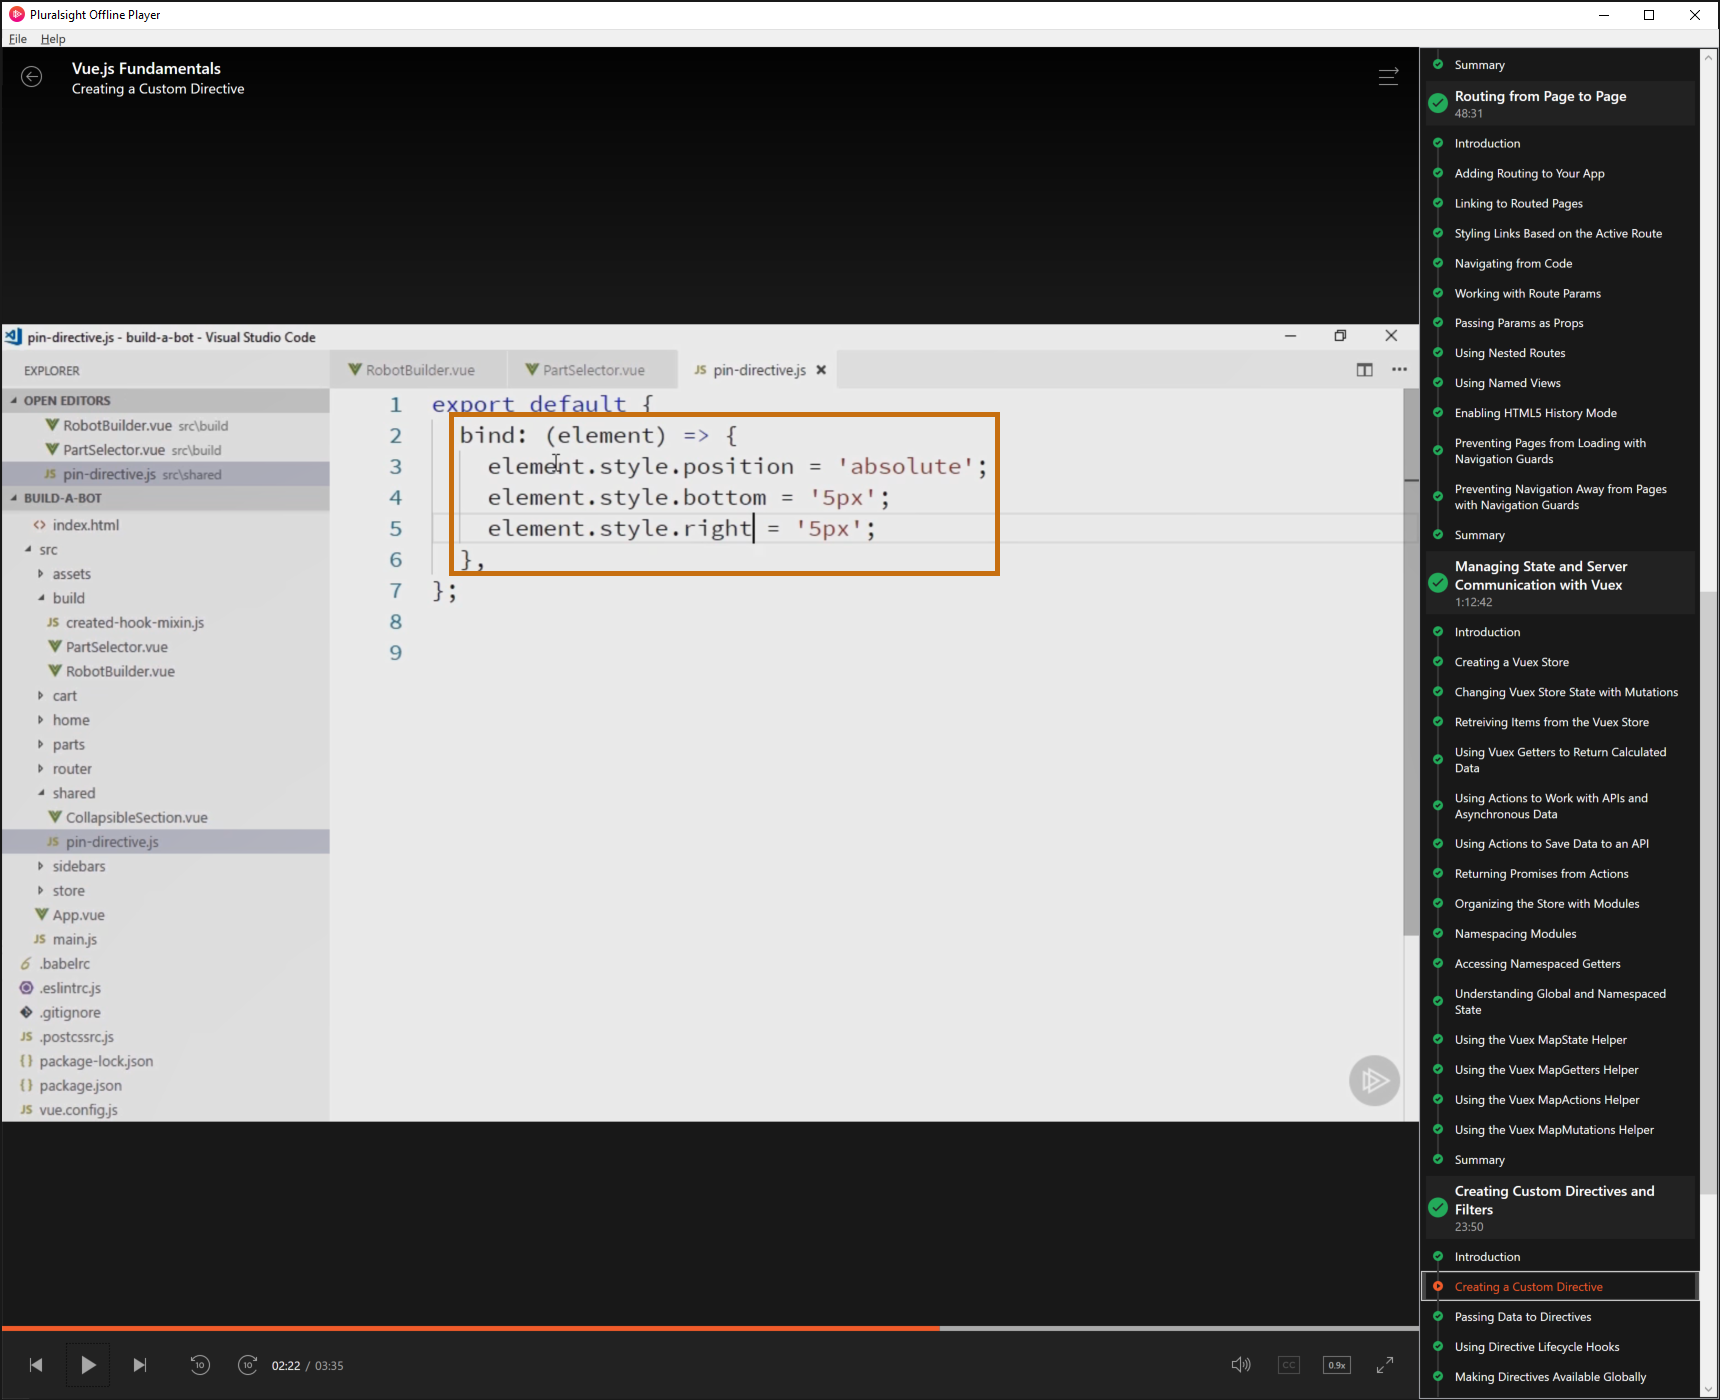 Pluralsight Offline Player
File Help
Vue.js Fundamentals
Creating a Custom Directive
pin-directive.js - build-a-bot - Visual Studio Code
EXPLORER
OPEN EDITORS
RobotBuilder.vue src\build
PartSelector.vue src\build
JS pin-directive.js src\shared
BUILD-A-BOT
<> index.html
src
assets
build
JS created-hook-mixin.js
PartSelector.vue
RobotBuilder.vue
cart
home
parts
router
shared
CollapsibleSection.vue
JS pin-directive.js
sidebars
store
App.vue
JS main.js
6 .babelrc
.eslintrc.js
.gitignore
JS .postcssrc.js
{} package-lock.json
{} package.json
JS vue.config.js
RobotBuilder.vue PartSelector.vue JS pin-directive.js
1 export default {
2 bind: (element) => {
3 element.style.position = 'absolute';
4 element.style.bottom = '5px';
5 element.style.right = '5px';
6 },
7 };
8
9
10 10 02:22 / 03:35 CC 0.9x
Summary
Routing from Page to Page
48:31
Introduction
Adding Routing to Your App
Linking to Routed Pages
Styling Links Based on the Active Route
Navigating from Code
Working with Route Params
Passing Params as Props
Using Nested Routes
Using Named Views
Enabling HTML5 History Mode
Preventing Pages from Loading with
Navigation Guards
Preventing Navigation Away from Pages
with Navigation Guards
Summary
Managing State and Server
Communication with Vuex
1:12:42
Introduction
Creating a Vuex Store
Changing Vuex Store State with Mutations
Retreiving Items from the Vuex Store
Using Vuex Getters to Return Calculated
Data
Using Actions to Work with APIs and
Asynchronous Data
Using Actions to Save Data to an API
Returning Promises from Actions
Organizing the Store with Modules
Namespacing Modules
Accessing Namespaced Getters
Understanding Global and Namespaced
State
Using the Vuex MapState Helper
Using the Vuex MapGetters Helper
Using the Vuex MapActions Helper
Using the Vuex MapMutations Helper
Summary
Creating Custom Directives and
Filters
23:50
Introduction
Creating a Custom Directive
Passing Data to Directives
Using Directive Lifecycle Hooks
Making Directives Available Globally